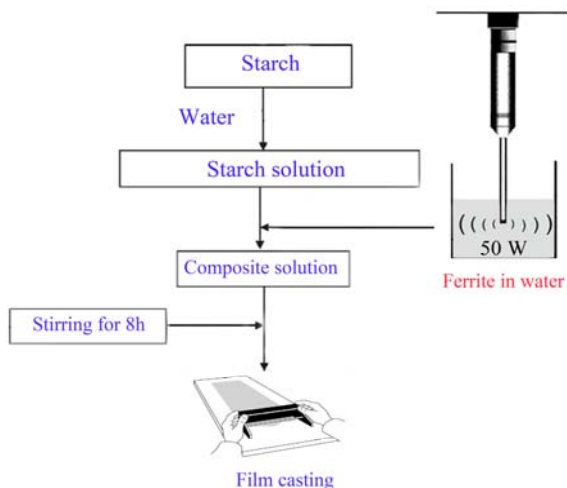 Starch
Water
Starch solution
50 W
Ferrite in water
Composite solution
Stirring for 8h
Film casting